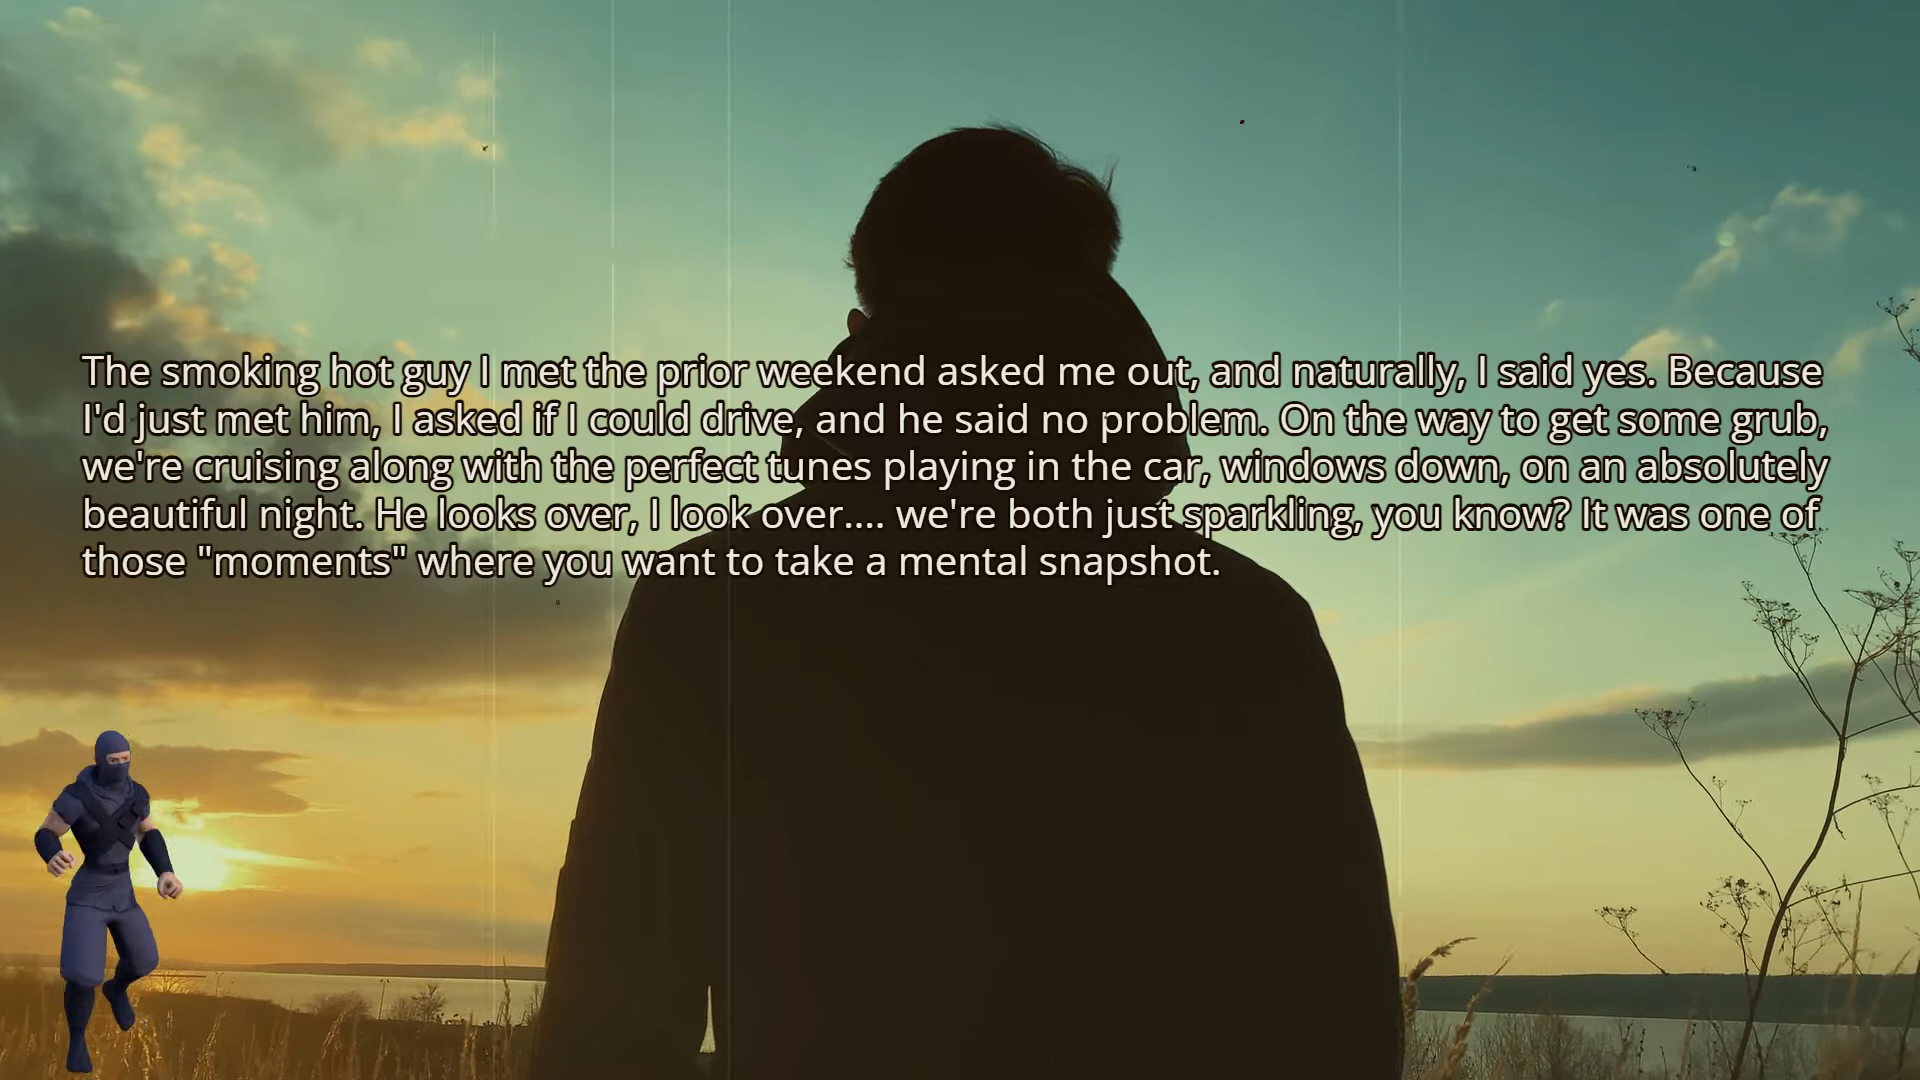 The smoking hot guy I met the prior weekend asked me out, and naturally, I said yes. Because
I'd just met him, I asked if I could drive, and he said no problem. On the way to get some grub,
we're cruising along with the perfect tunes playing in the car, windows down, on an absolutely
beautiful night. He looks over, I look over.... we're both just sparkling, you know? It was one of
those "moments" where you want to take a mental snapshot.